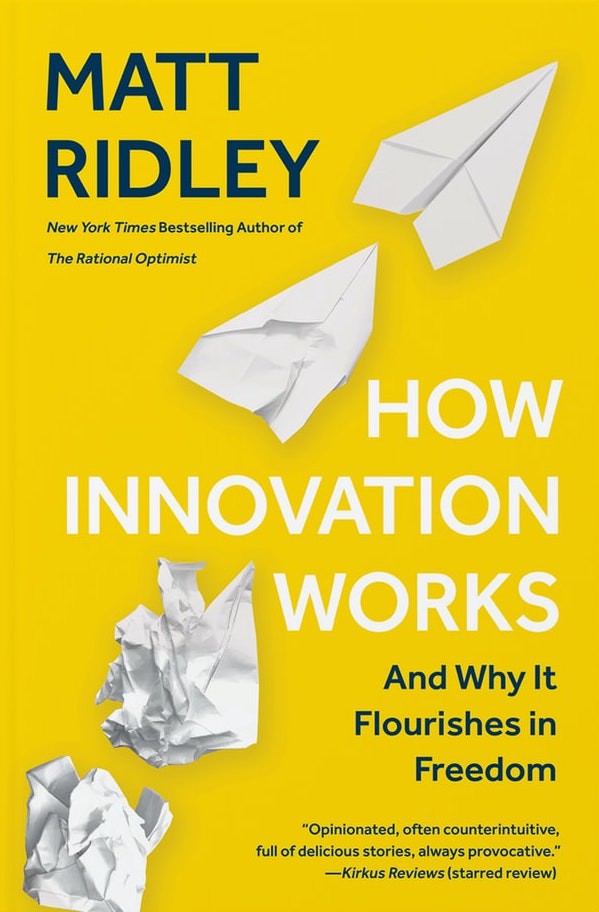 MATT
RIDLEY
New York Times Bestselling Author of
The Rational Optimist
HOW
INNOVATION
WORKS
And Why It
Flourishes in
Freedom
“Opinionated, often counterintuitive,
full of delicious stories, always provocative.”
—Kirkus Reviews (starred review)